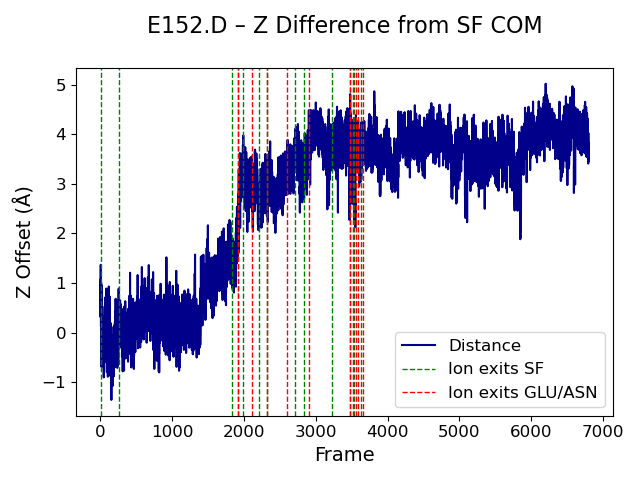 E152.D – Z Difference from SF COM
Z Offset (Å)
5
4
3
2
1
0
−1
Distance
Ion exits SF
Ion exits GLU/ASN
0 1000 2000 3000 4000 5000 6000 7000
Frame